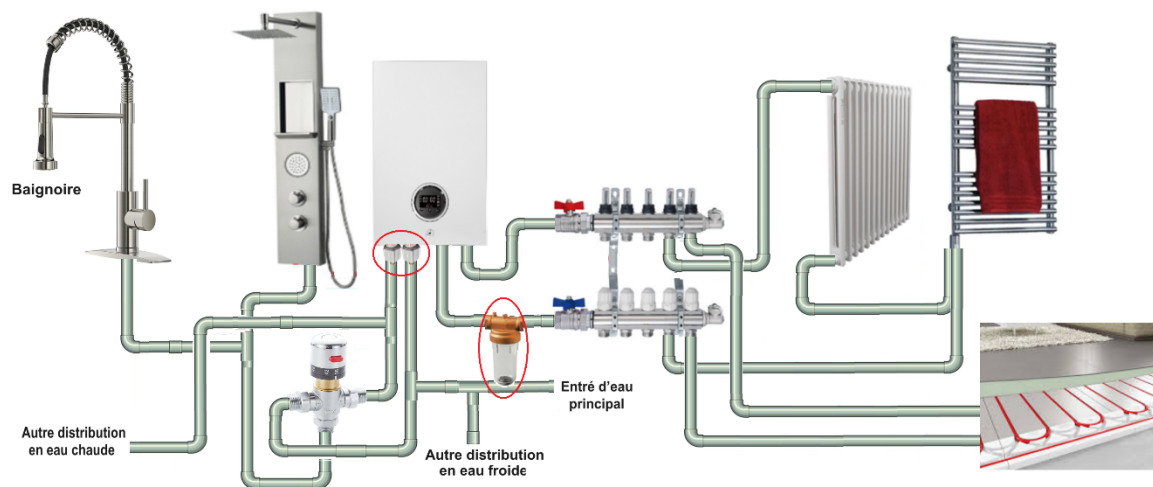 Baignoire
Entré d'eau
principal
Autre distribution
en eau chaude
Autre distribution
en eau froide